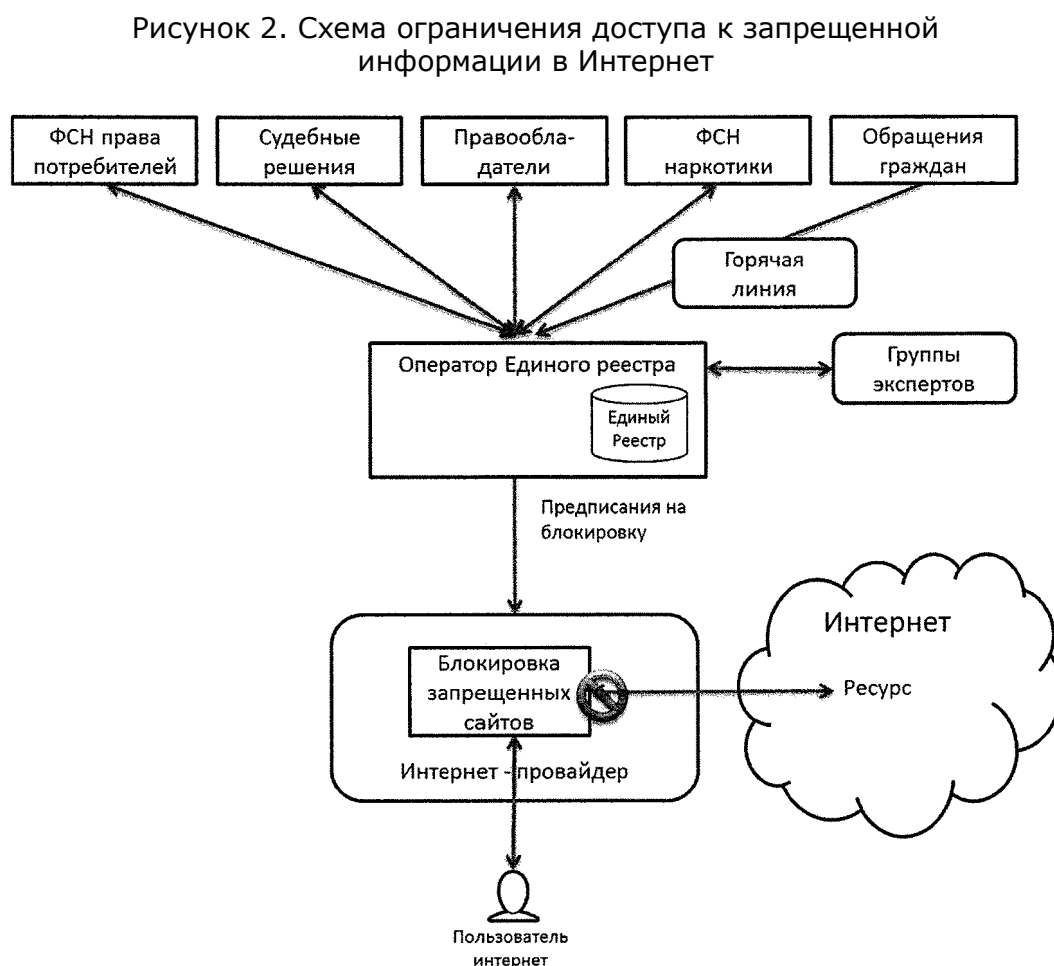 Рисунок 2. Схема ограничения доступа к запрещенной
информации в Интернет
ФСН права
потребителей
Судебные
решения
Правообла-
датели
ФСН
наркотики
Обращения
граждан
Горячая
линия
Оператор Единого реестра
Группы
экспертов
Единый
Реестр
Предписания на
блокировку
Интернет
Блокировка
запрещенных
сайтов
Ресурс
Интернет - провайдер
Пользователь
интернет